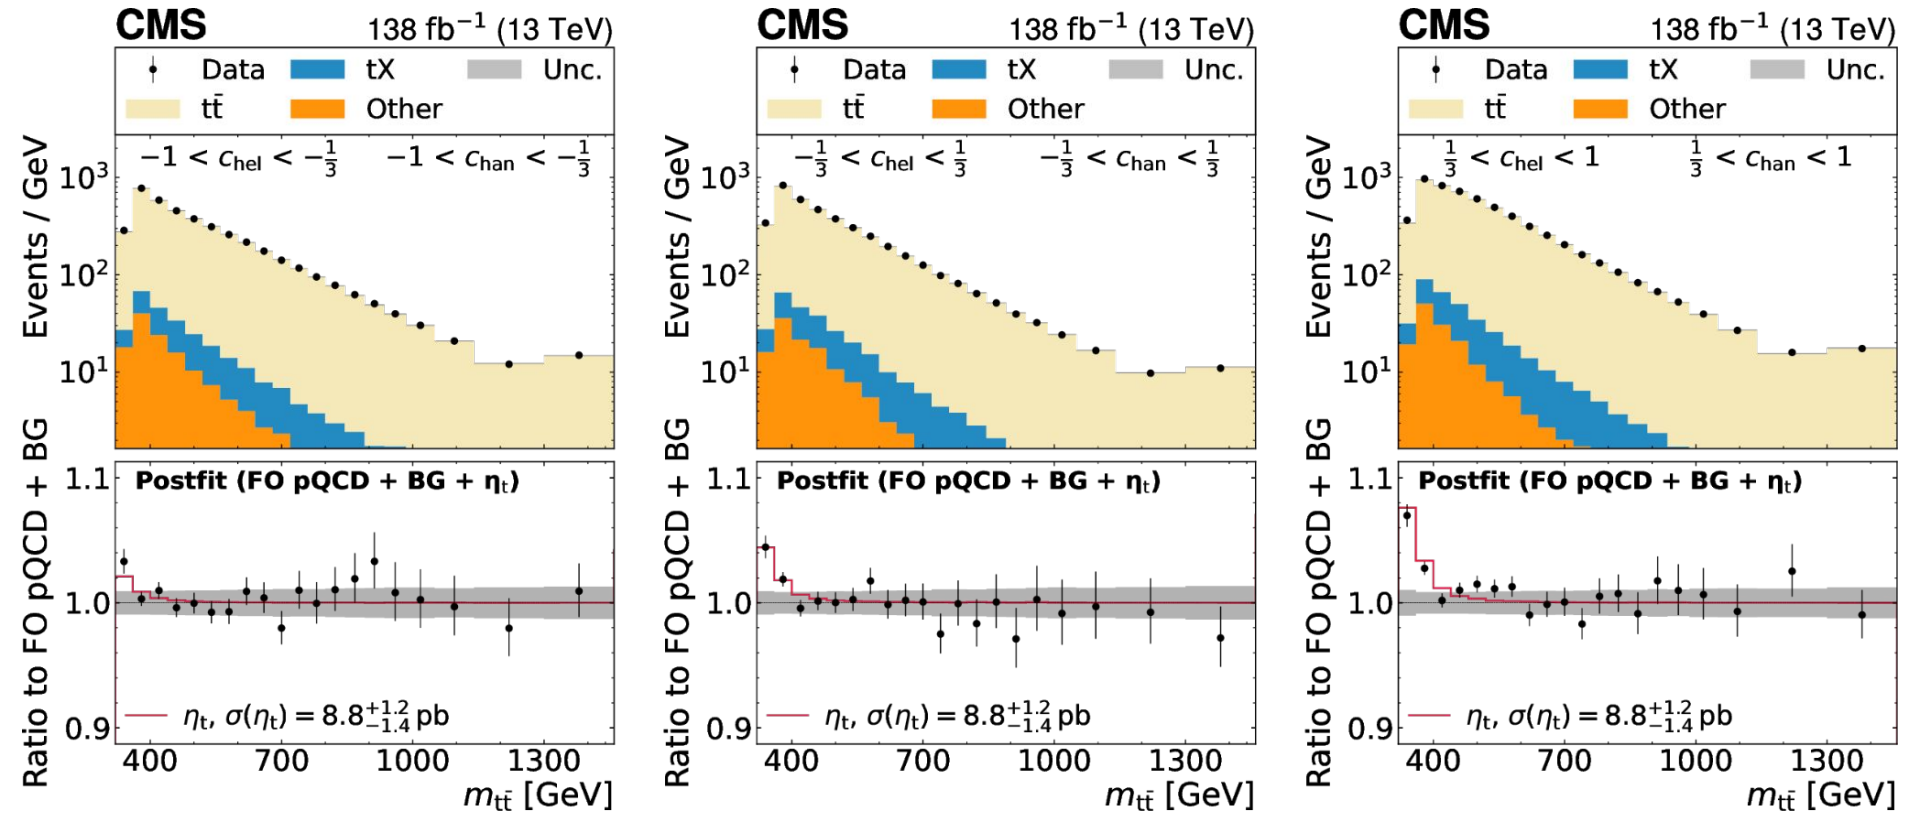 CMS 138 fb⁻¹ (13 TeV)
Data tX Unc.
tt̄ Other
−1 < c_hel < −1/3 −1 < c_han < −1/3
Events / GeV
10³
10²
10¹
Ratio to FO pQCD + BG
1.1
1.0
0.9
Postfit (FO pQCD + BG + η_t)
η_t, σ(η_t) = 8.8 +1.2 −1.4 pb
400 700 1000 1300
m_tt̄ [GeV]
CMS 138 fb⁻¹ (13 TeV)
Data tX Unc.
tt̄ Other
−1/3 < c_hel < 1/3 −1/3 < c_han < 1/3
Events / GeV
10³
10²
10¹
Ratio to FO pQCD + BG
1.1
1.0
0.9
Postfit (FO pQCD + BG + η_t)
η_t, σ(η_t) = 8.8 +1.2 −1.4 pb
400 700 1000 1300
m_tt̄ [GeV]
CMS 138 fb⁻¹ (13 TeV)
Data tX Unc.
tt̄ Other
1/3 < c_hel < 1 1/3 < c_han < 1
Events / GeV
10³
10²
10¹
Ratio to FO pQCD + BG
1.1
1.0
0.9
Postfit (FO pQCD + BG + η_t)
η_t, σ(η_t) = 8.8 +1.2 −1.4 pb
400 700 1000 1300
m_tt̄ [GeV]